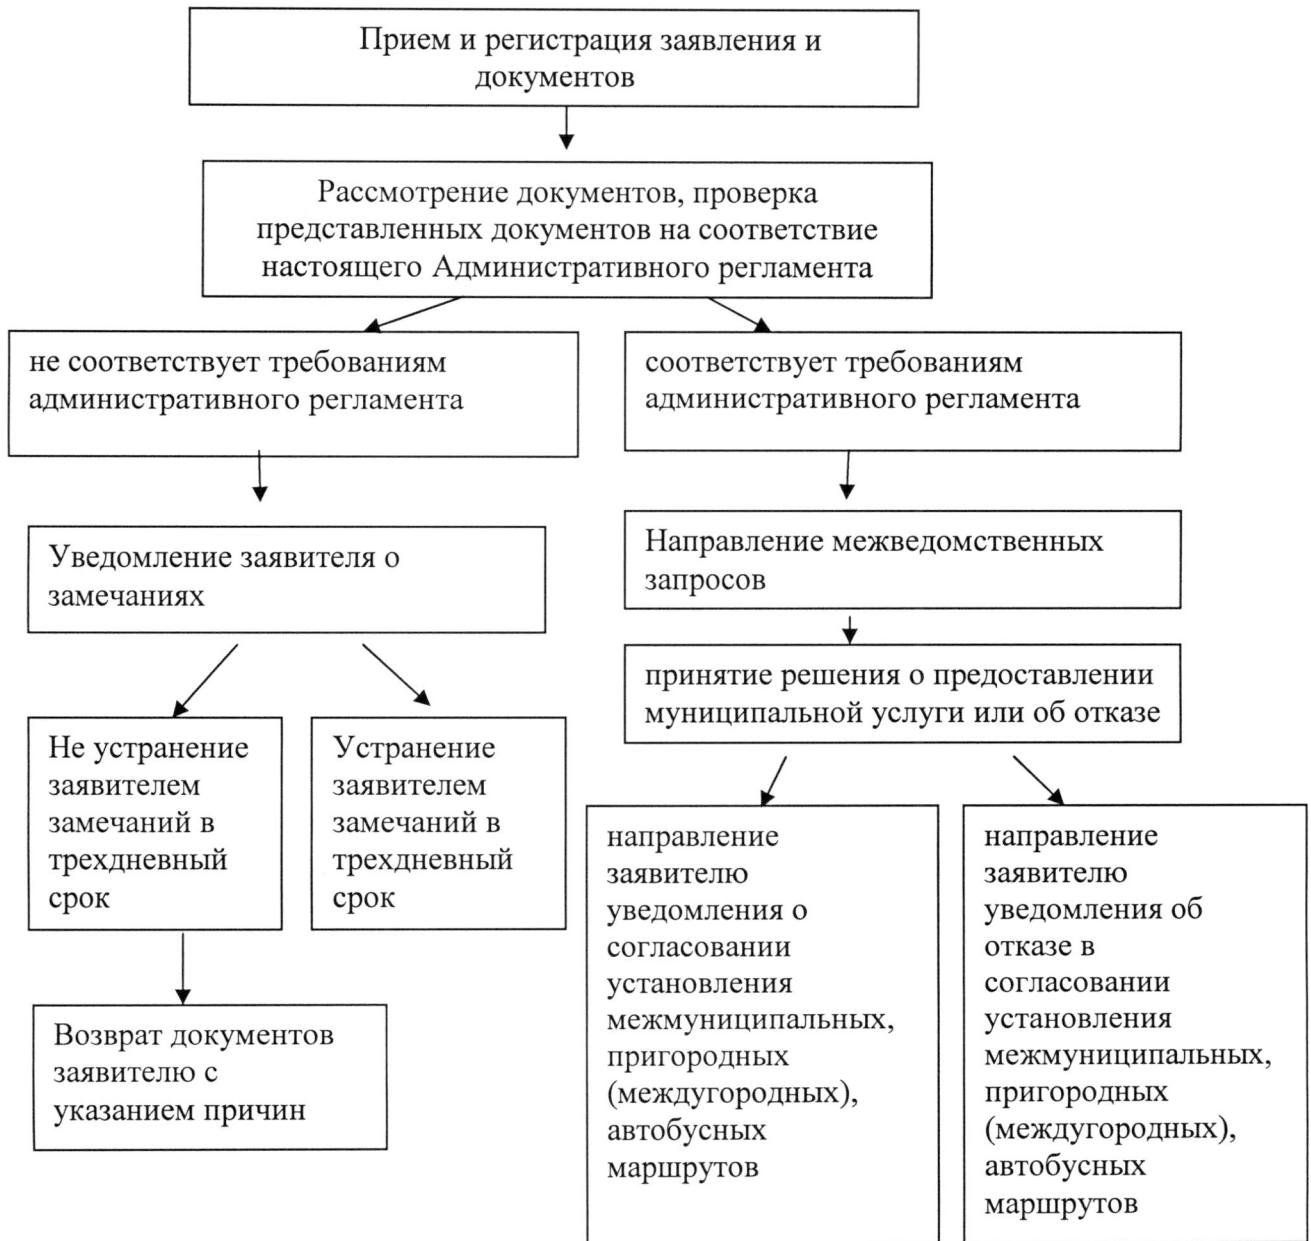 Прием и регистрация заявления и
документов
Рассмотрение документов, проверка
представленных документов на соответствие
настоящего Административного регламента
не соответствует требованиям
административного регламента
соответствует требованиям
административного регламента
Уведомление заявителя о
замечаниях
Направление межведомственных
запросов
принятие решения о предоставлении
муниципальной услуги или об отказе
Не устранение
заявителем
замечаний в
трехдневный
срок
Устранение
заявителем
замечаний в
трехдневный
срок
Возврат документов
заявителю с
указанием причин
направление
заявителю
уведомления о
согласовании
установления
межмуниципальных,
пригородных
(междугородных),
автобусных
маршрутов
направление
заявителю
уведомления об
отказе в
согласовании
установления
межмуниципальных,
пригородных
(междугородных),
автобусных
маршрутов